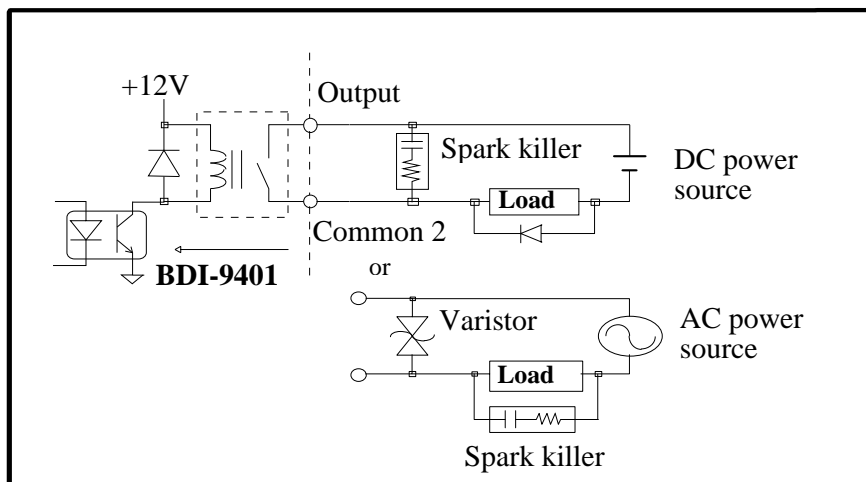 +12V
Output
Spark killer
DC power
source
Load
Common 2
BDI-9401
or
Varistor
AC power
source
Load
Spark killer